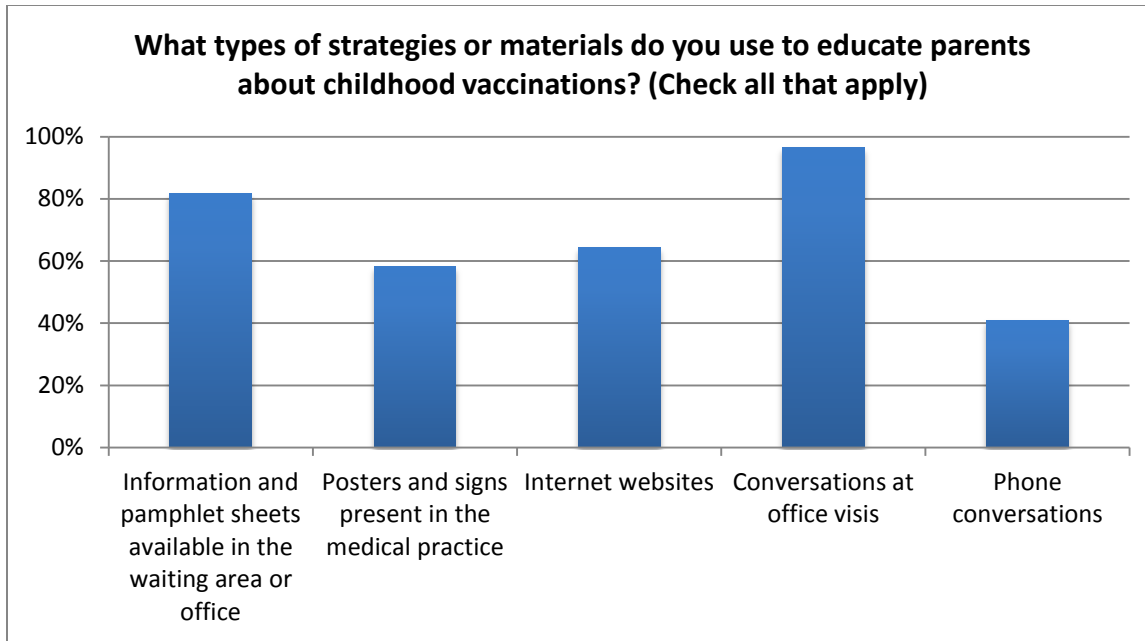 What types of strategies or materials do you use to educate parents
about childhood vaccinations? (Check all that apply)
100%
80%
60%
40%
20%
0%
Information and
pamphlet sheets
available in the
waiting area or
office
Posters and signs
present in the
medical practice
Internet websites
Conversations at
office visis
Phone
conversations